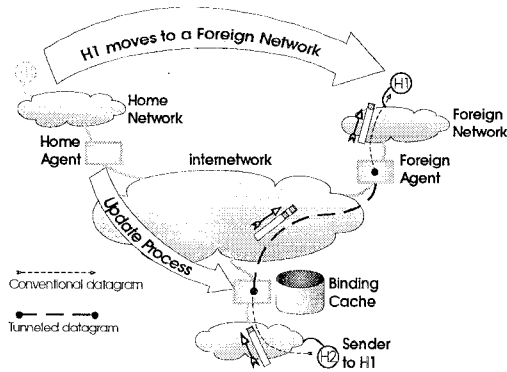 H1 moves to a Foreign Network
H1
Home
Network
Foreign
Network
Home
Agent
internetwork
Foreign
Agent
Update Process
Conventional datagram
Binding
Cache
Tunneled datagram
H2
Sender
to H1